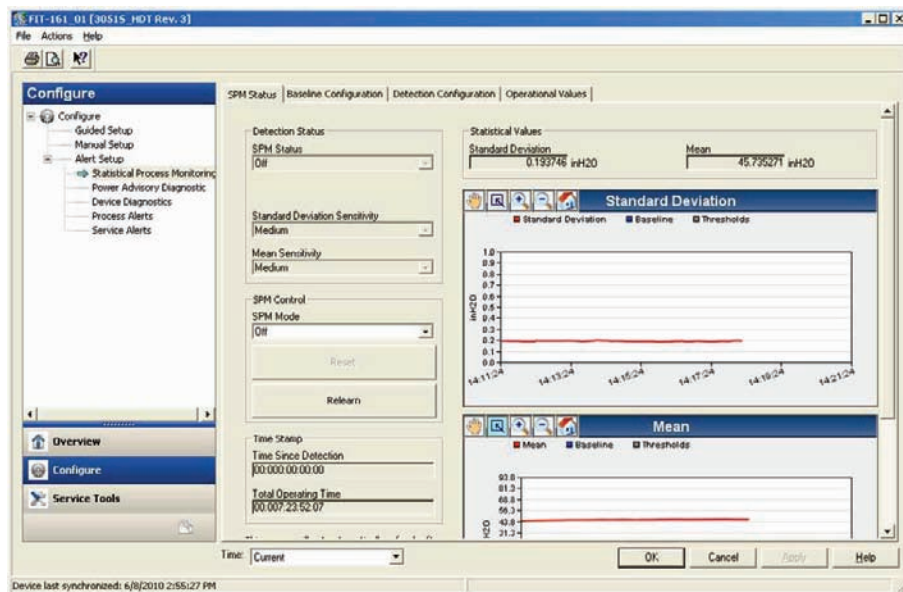 FIT-161_01 [3051S_HDT Rev. 3]
File Actions Help
Configure
Configure
Guided Setup
Manual Setup
Alert Setup
Statistical Process Monitoring
Power Advisory Diagnostic
Device Diagnostics
Process Alerts
Service Alerts
Overview
Configure
Service Tools
SPM Status
Baseline Configuration
Detection Configuration
Operational Values
Detection Status
SPM Status
Off
Standard Deviation Sensitivity
Medium
Mean Sensitivity
Medium
SPM Control
SPM Mode
Off
Reset
Relearn
Time Stamp
Time Since Detection
00:000:00:00:00
Total Operating Time
00:007:23:52:07
Statistical Values
Standard Deviation
0.193746 inH2O
Mean
45.735271 inH2O
Standard Deviation
Standard Deviation Baseline Thresholds
inH2O
1.0
0.9
0.8
0.7
0.6
0.5
0.4
0.3
0.2
0.1
0.0
14:11:24 14:13:24 14:15:24 14:17:24 14:19:24 14:21:24
Mean
Mean Baseline Thresholds
93.8
81.3
68.8
56.3
43.8
31.3
Time: Current
OK Cancel Apply Help
Device last synchronized: 6/8/2010 2:55:27 PM